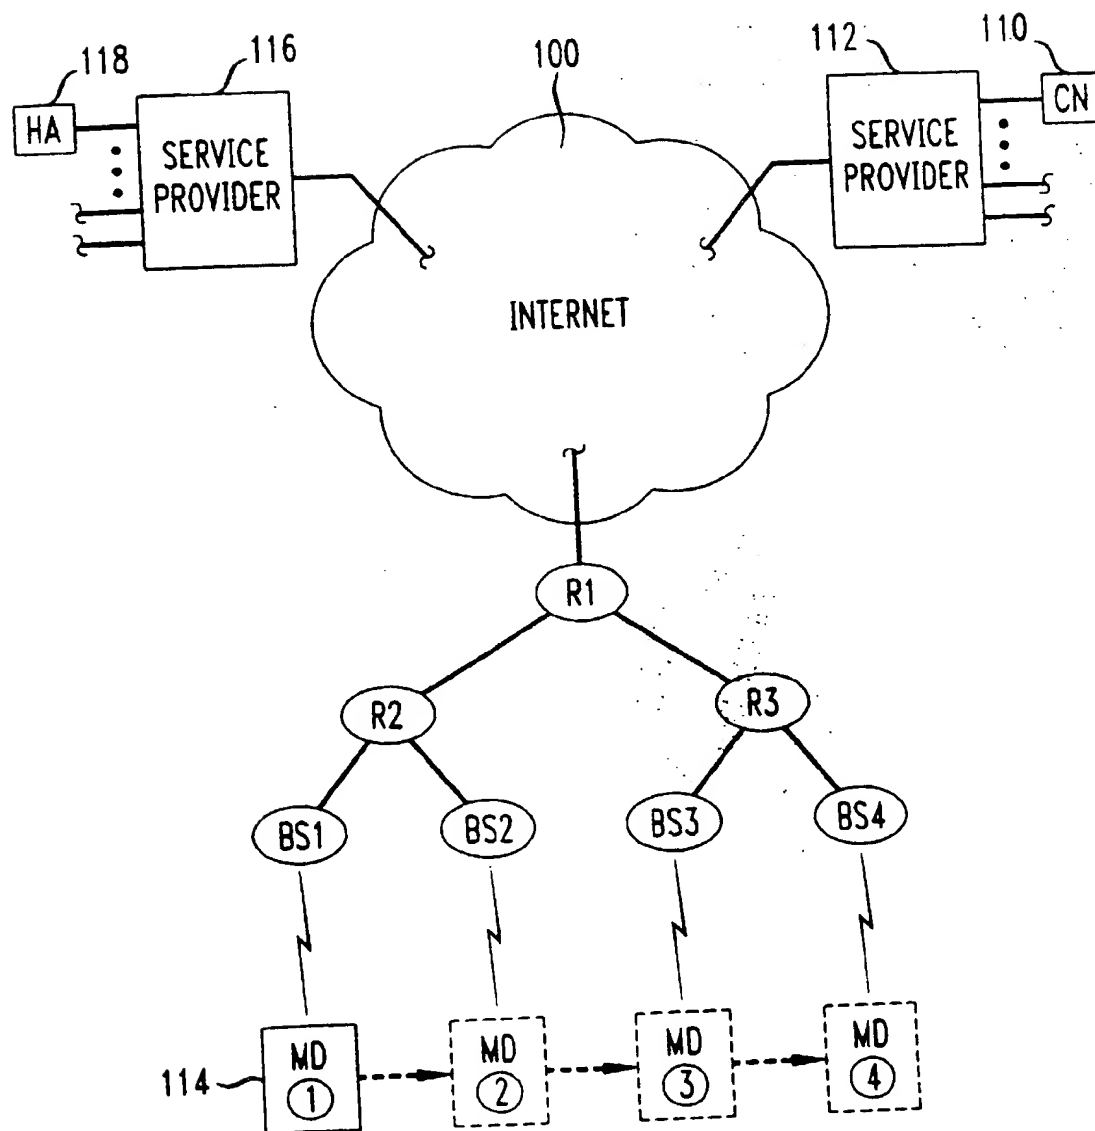 118
116
100
112
110
HA
SERVICE
PROVIDER
SERVICE
PROVIDER
CN
INTERNET
R1
R2
R3
BS1
BS2
BS3
BS4
114
MD
1
MD
2
MD
3
MD
4